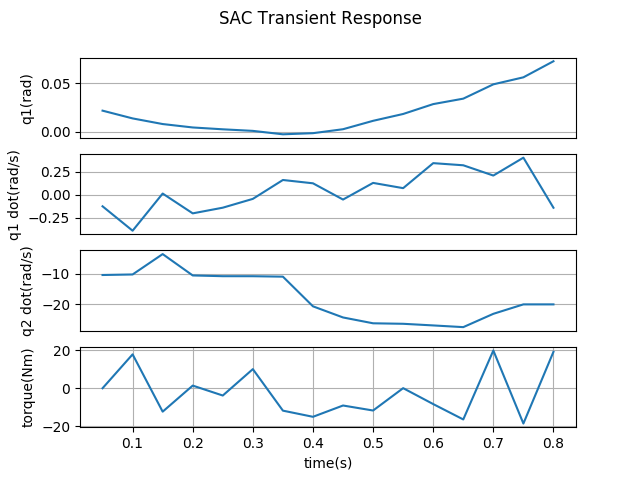 SAC Transient Response
q1(rad)
0.05
0.00
q1 dot(rad/s)
0.25
0.00
−0.25
q2 dot(rad/s)
−10
−20
torque(Nm)
20
0
−20
0.1 0.2 0.3 0.4 0.5 0.6 0.7 0.8
time(s)